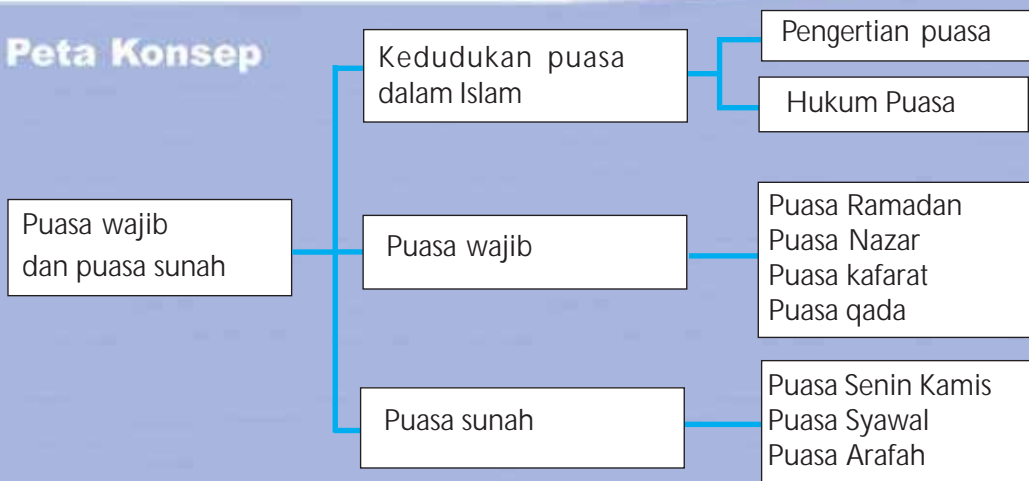 Peta Konsep
Kedudukan puasa
dalam Islam
Pengertian puasa
Hukum Puasa
Puasa wajib
dan puasa sunah
Puasa wajib
Puasa Ramadan
Puasa Nazar
Puasa kafarat
Puasa qada
Puasa sunah
Puasa Senin Kamis
Puasa Syawal
Puasa Arafah